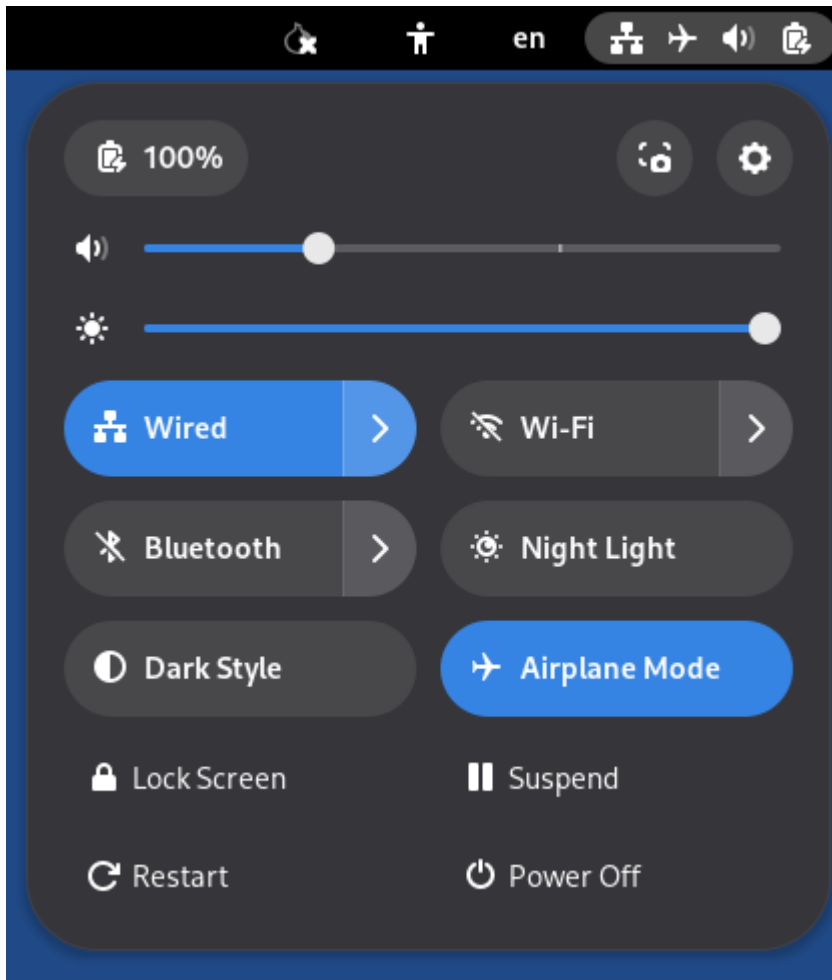 en
100%
Wired
Wi-Fi
Bluetooth
Night Light
Dark Style
Airplane Mode
Lock Screen
Suspend
Restart
Power Off